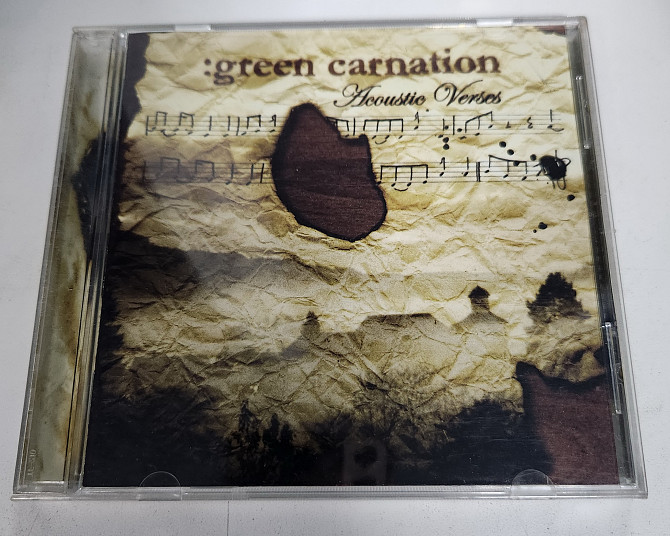 :green carnation
Acoustic Verses